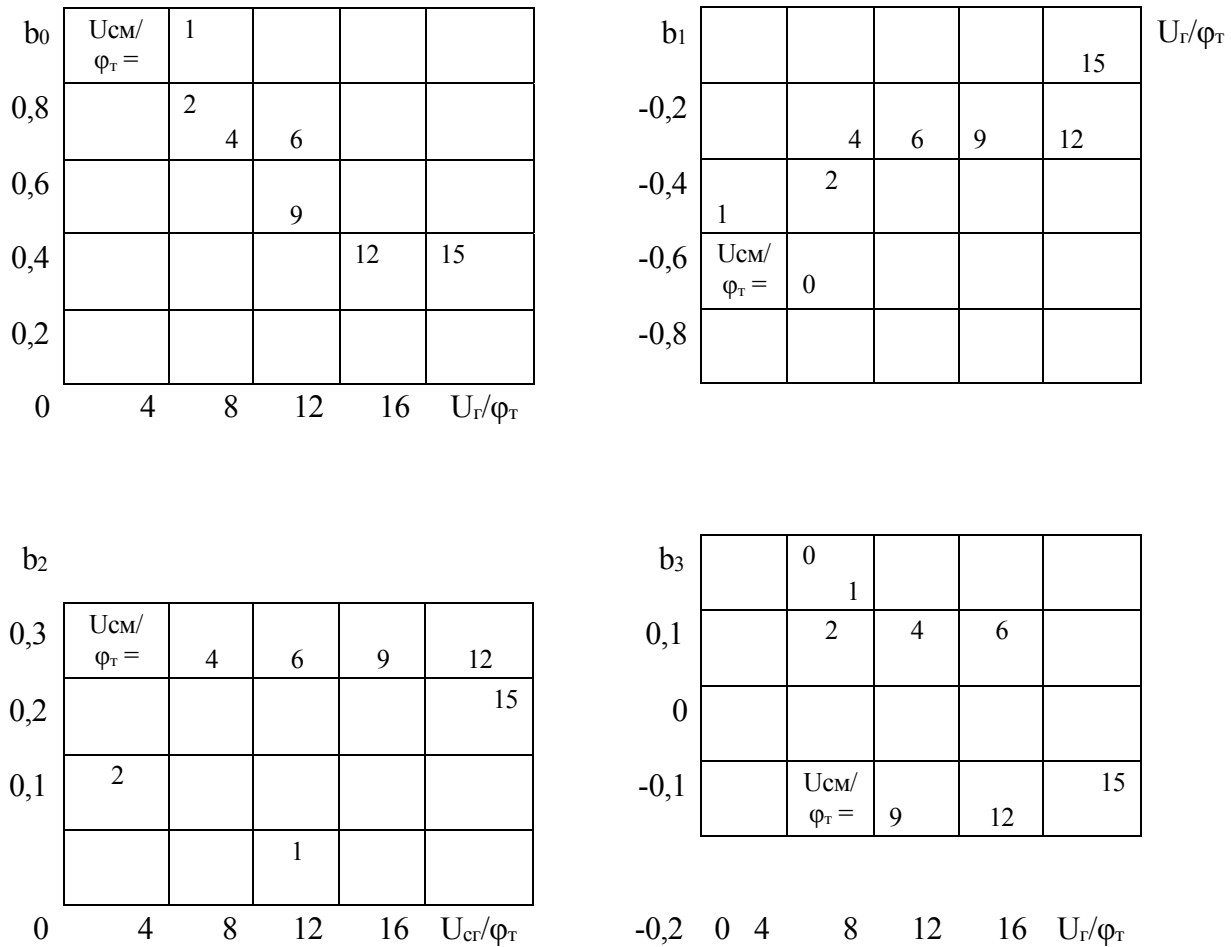 b₀ Uсм/ 1
φт =
0,8 2
4 6
0,6
9
0,4 12 15
0,2
0 4 8 12 16 Uг/φт
b₁ Uг/φт
15
-0,2
4 6 9 12
-0,4 2
1
-0,6 Uсм/
φт = 0
-0,8
b₂
0,3 Uсм/
φт = 4 6 9 12
0,2 15
0,1 2
1
0 4 8 12 16 Uсг/φт
b₃ 0
1
0,1 2 4 6
0
-0,1 Uсм/ 15
φт = 9 12
-0,2 0 4 8 12 16 Uг/φт